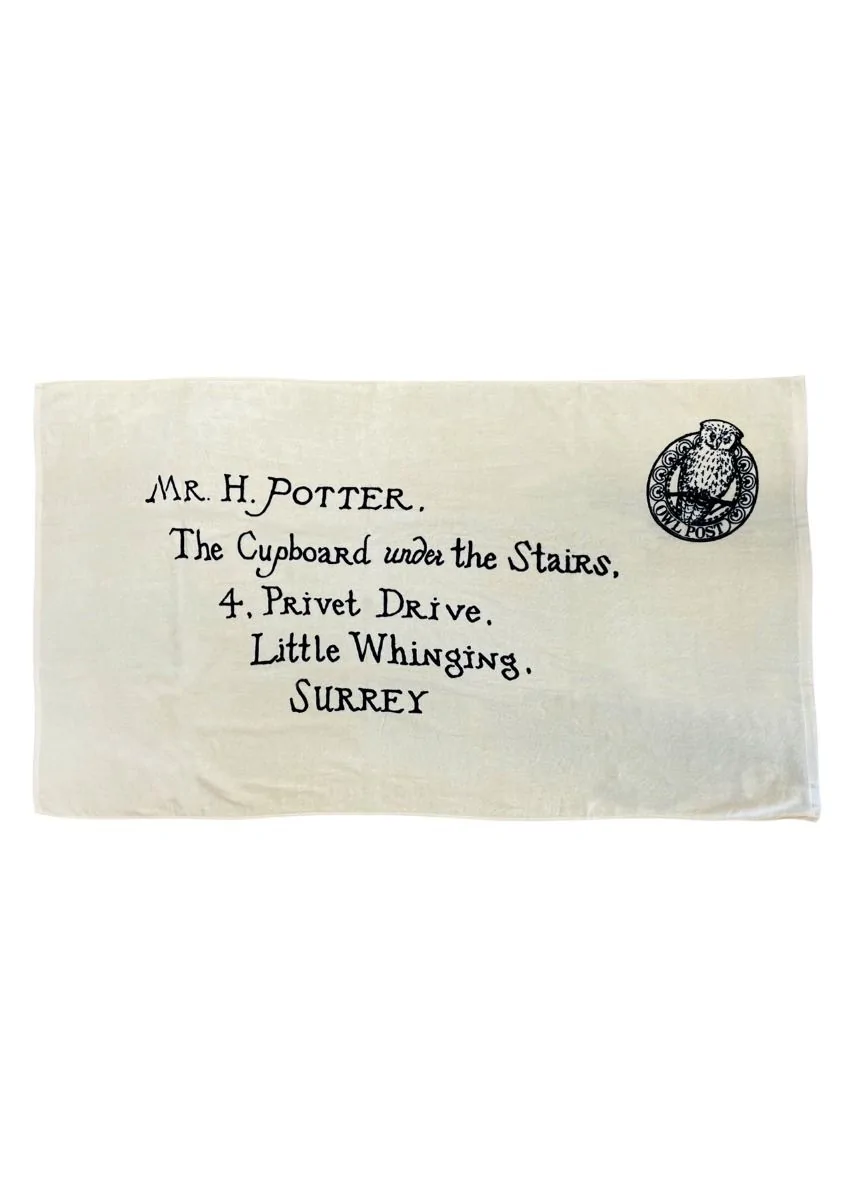 Mr. H. Potter,
The Cupboard under the Stairs,
4, Privet Drive,
Little Whinging,
SURREY
OWL POST